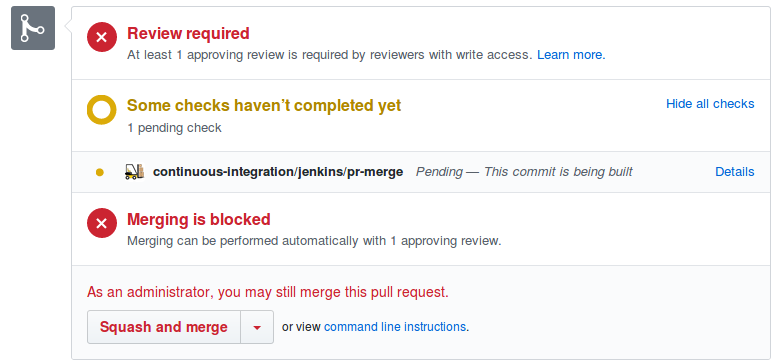 Review required
At least 1 approving review is required by reviewers with write access. Learn more.
Some checks haven’t completed yet
Hide all checks
1 pending check
continuous-integration/jenkins/pr-merge Pending — This commit is being built Details
Merging is blocked
Merging can be performed automatically with 1 approving review.
As an administrator, you may still merge this pull request.
Squash and merge or view command line instructions.